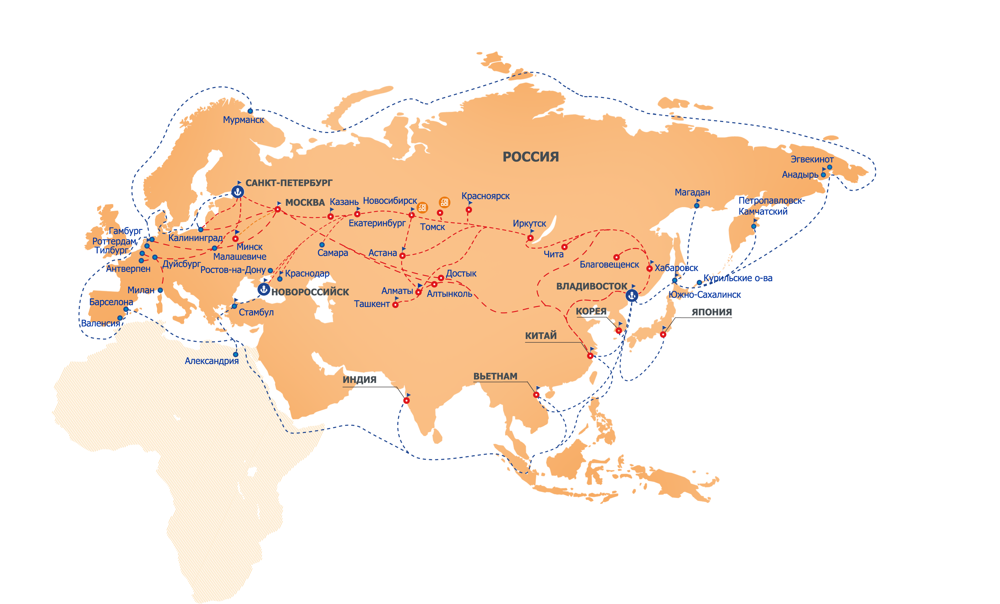 Мурманск
РОССИЯ
Эгвекинот
Анадырь
САНКТ-ПЕТЕРБУРГ
Магадан
Красноярск
Новосибирск
Казань
МОСКВА
Петропавловск-
Камчатский
Екатеринбург
Томск
Иркутск
Гамбург
Калининград
Роттердам
Минск
Тилбург
Самара
Астана
Чита
Малашевиче
Дуйсбург
Антверпен
Благовещенск
Хабаровск
Ростов-на-Дону
Краснодар
Достык
Курильские о-ва
ВЛАДИВОСТОК
Милан
НОВОРОССИЙСК
Алматы
Алтынколь
Южно-Сахалинск
Барселона
Ташкент
Стамбул
КОРЕЯ
ЯПОНИЯ
Валенсия
КИТАЙ
Александрия
ВЬЕТНАМ
ИНДИЯ